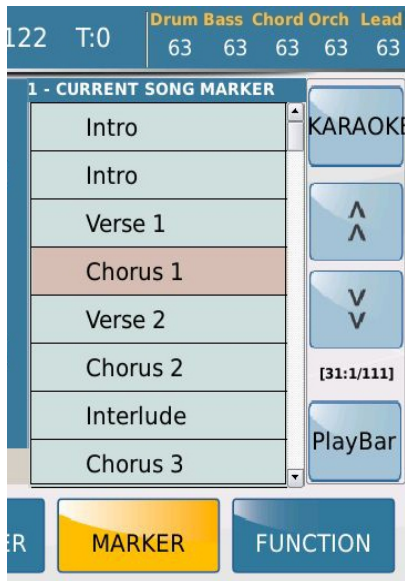 Drum Bass Chord Orch Lead
122 T:0 63 63 63 63 63
1 - CURRENT SONG MARKER
Intro
KARAOKE
Intro
Verse 1
Chorus 1
Verse 2
Chorus 2
[31:1/111]
Interlude
PlayBar
Chorus 3
ER MARKER FUNCTION